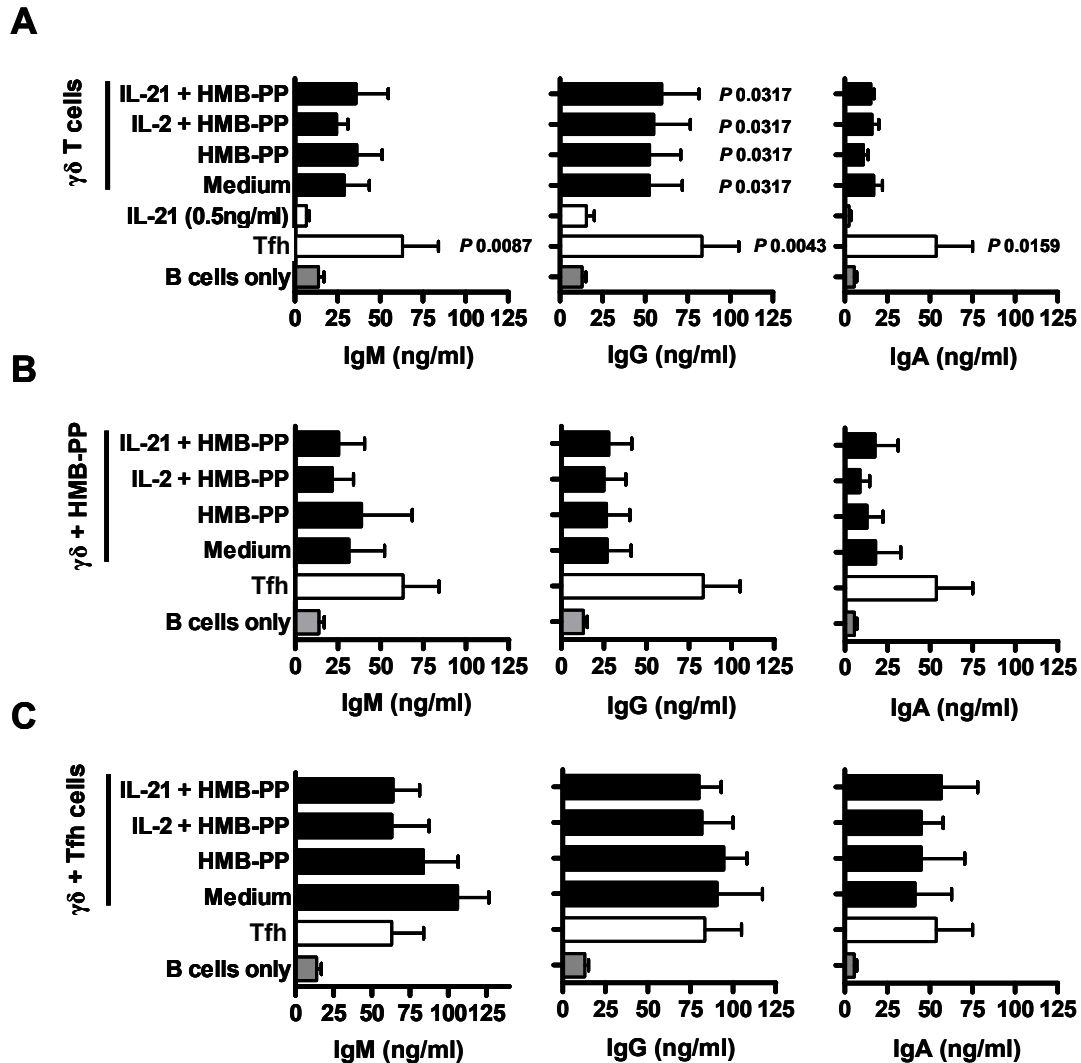 A
γδ T cells
IL-21 + HMB-PP
IL-2 + HMB-PP
HMB-PP
Medium
IL-21 (0.5ng/ml)
Tfh
B cells only
P 0.0087
0 25 50 75 100 125
IgM (ng/ml)
P 0.0317
P 0.0317
P 0.0317
P 0.0317
P 0.0043
0 25 50 75 100 125
IgG (ng/ml)
P 0.0159
0 25 50 75 100 125
IgA (ng/ml)
B
γδ + HMB-PP
IL-21 + HMB-PP
IL-2 + HMB-PP
HMB-PP
Medium
Tfh
B cells only
0 25 50 75 100 125
IgM (ng/ml)
0 25 50 75 100 125
IgG (ng/ml)
0 25 50 75 100 125
IgA (ng/ml)
C
γδ + Tfh cells
IL-21 + HMB-PP
IL-2 + HMB-PP
HMB-PP
Medium
Tfh
B cells only
0 25 50 75 100 125
IgM (ng/ml)
0 25 50 75 100 125
IgG (ng/ml)
0 25 50 75 100 125
IgA (ng/ml)